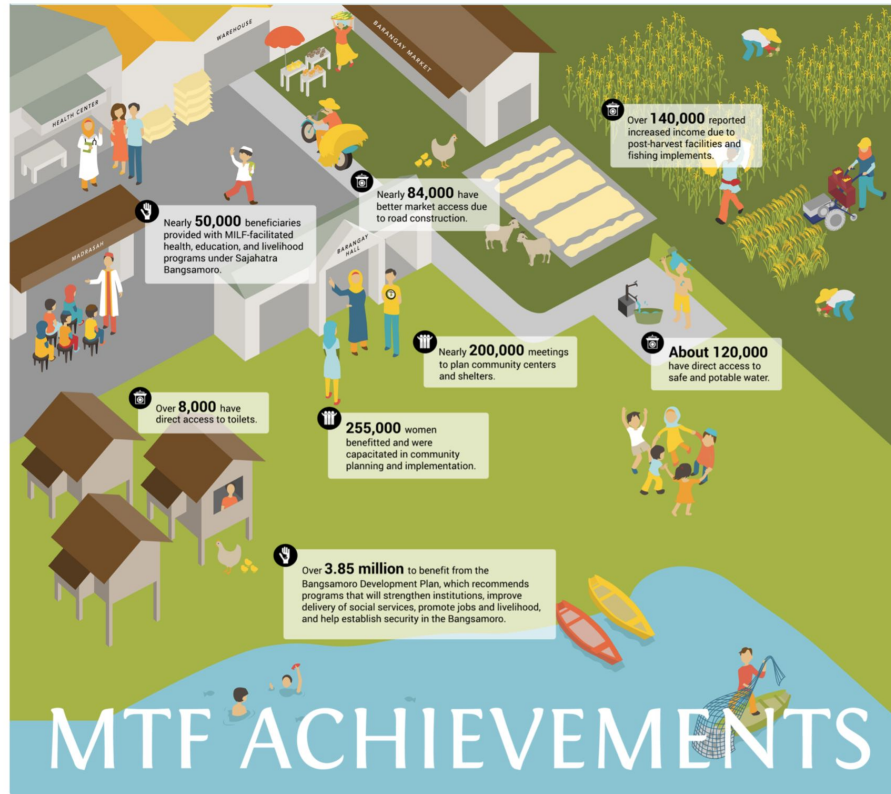 WAREHOUSE
BARANGAY MARKET
HEALTH CENTER
Over 140,000 reported
increased income due to
post-harvest facilities and
fishing implements.
Nearly 84,000 have
better market access due
to road construction.
Nearly 50,000 beneficiaries
provided with MILF-facilitated
health, education, and livelihood
programs under Sajahatra
Bangsamoro.
MADRASAH
BARANGAY
HALL
Nearly 200,000 meetings
to plan community centers
and shelters.
About 120,000
have direct access to
safe and potable water.
Over 8,000 have
direct access to toilets.
255,000 women
benefitted and were
capacitated in community
planning and implementation.
Over 3.85 million to benefit from the
Bangsamoro Development Plan, which recommends
programs that will strengthen institutions, improve
delivery of social services, promote jobs and livelihood,
and help establish security in the Bangsamoro.
MTF ACHIEVEMENTS